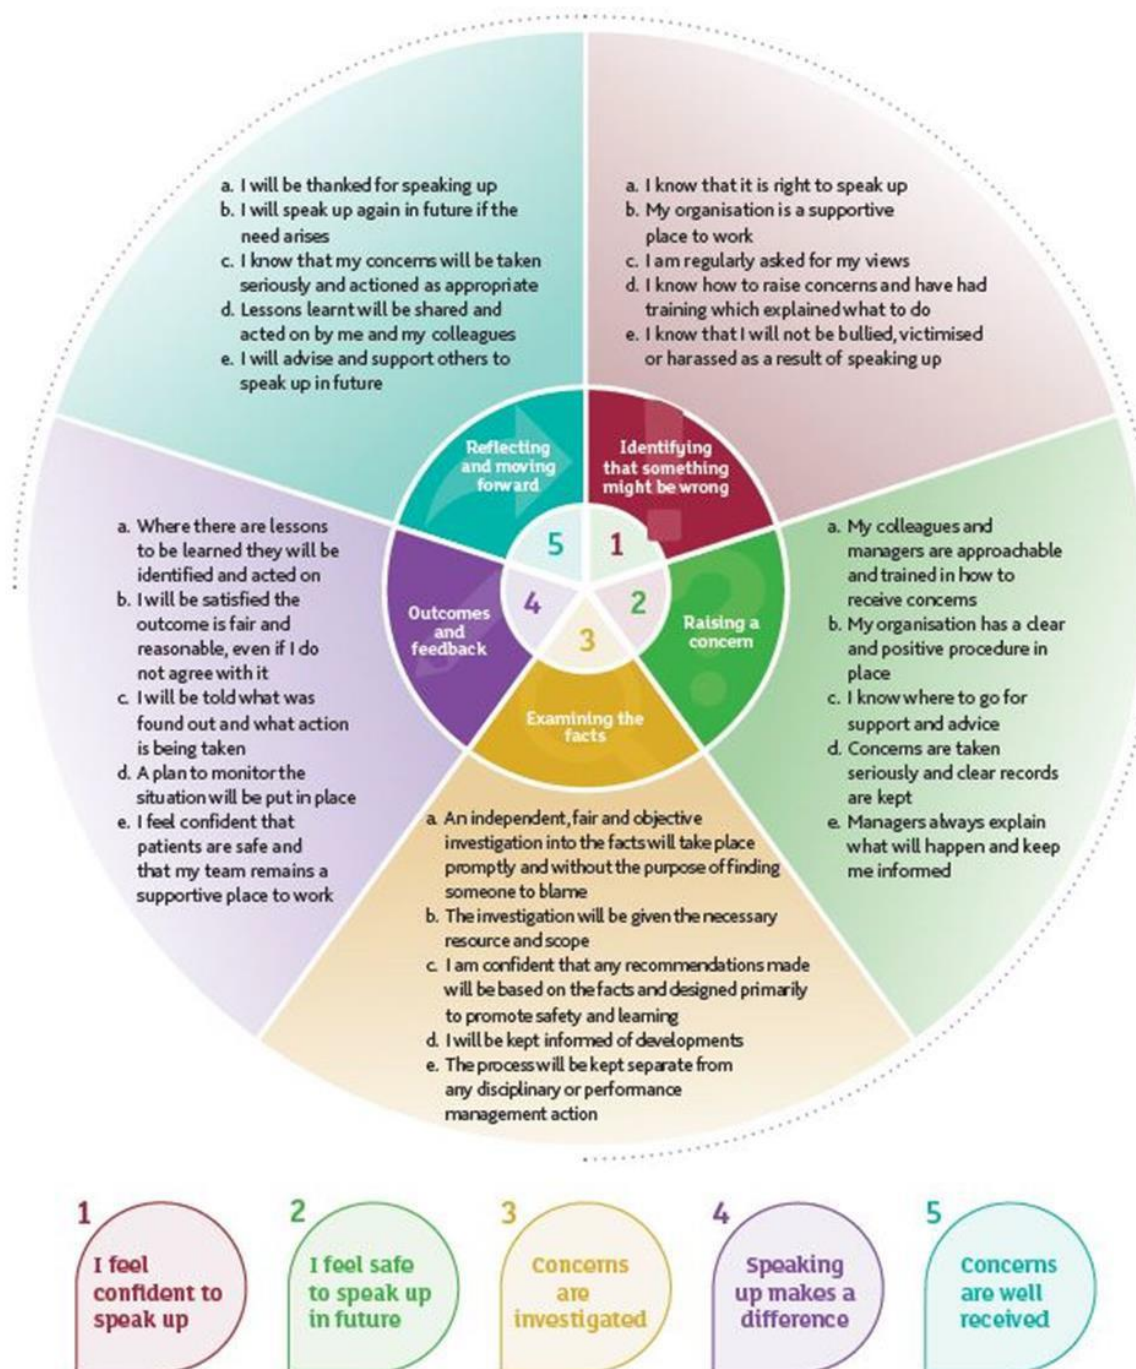 a. I know that it is right to speak up
b. My organisation is a supportive
place to work
c. I am regularly asked for my views
d. I know how to raise concerns and have had
training which explained what to do
e. I know that I will not be bullied, victimised
or harassed as a result of speaking up
Identifying
that something
might be wrong
1
a. My colleagues and
managers are approachable
and trained in how to
receive concerns
b. My organisation has a clear
and positive procedure in
place
c. I know where to go for
support and advice
d. Concerns are taken
seriously and clear records
are kept
e. Managers always explain
what will happen and keep
me informed
Raising a
concern
2
Examining the
facts
3
a. An independent, fair and objective
investigation into the facts will take place
promptly and without the purpose of finding
someone to blame
b. The investigation will be given the necessary
resource and scope
c. I am confident that any recommendations made
will be based on the facts and designed primarily
to promote safety and learning
d. I will be kept informed of developments
e. The process will be kept separate from
any disciplinary or performance
management action
Outcomes
and
feedback
4
a. Where there are lessons
to be learned they will be
identified and acted on
b. I will be satisfied the
outcome is fair and
reasonable, even if I do
not agree with it
c. I will be told what was
found out and what action
is being taken
d. A plan to monitor the
situation will be put in place
e. I feel confident that
patients are safe and
that my team remains a
supportive place to work
Reflecting
and moving
forward
5
a. I will be thanked for speaking up
b. I will speak up again in future if the
need arises
c. I know that my concerns will be taken
seriously and actioned as appropriate
d. Lessons learnt will be shared and
acted on by me and my colleagues
e. I will advise and support others to
speak up in future
1
I feel
confident to
speak up
2
I feel safe
to speak up
in future
3
Concerns
are
investigated
4
Speaking
up makes a
difference
5
Concerns
are well
received